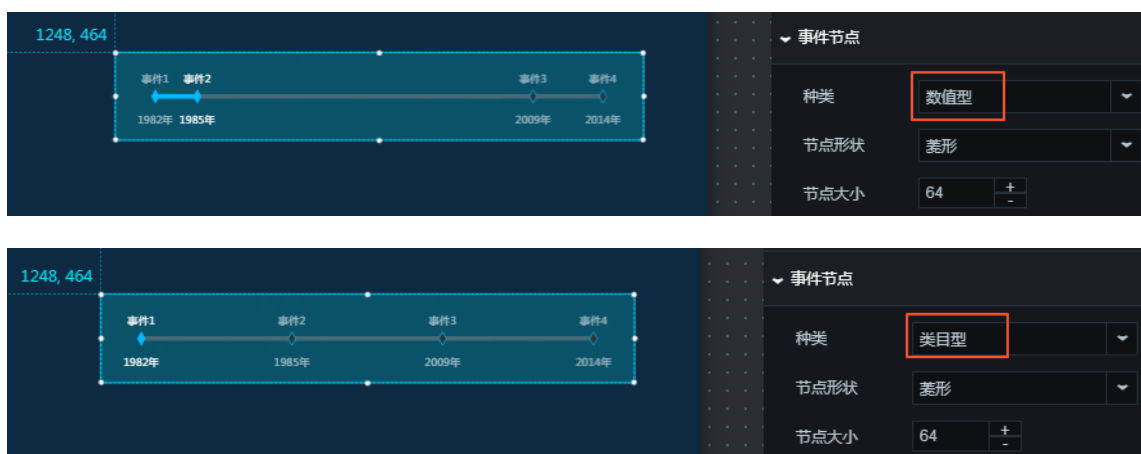 1248, 464
事件1 事件2 事件3 事件4
1982年 1985年 2009年 2014年
事件节点
种类 数值型
节点形状 菱形
节点大小 64 + -
1248, 464
事件1 事件2 事件3 事件4
1982年 1985年 2009年 2014年
事件节点
种类 类目型
节点形状 菱形
节点大小 64 + -